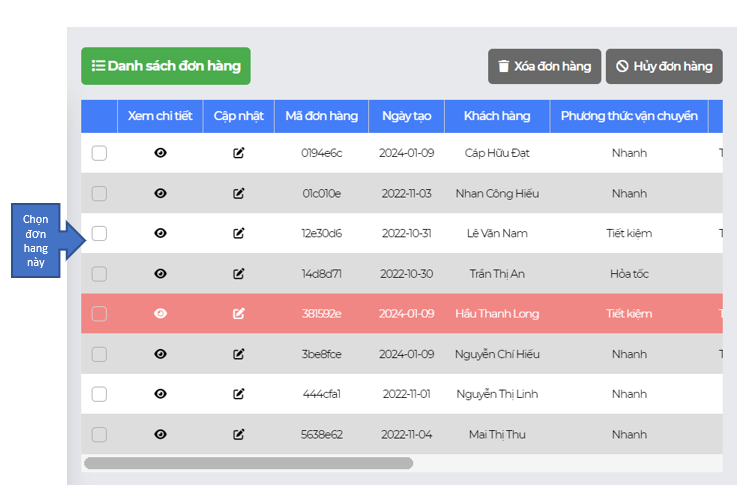 Danh sách đơn hàng
Xóa đơn hàng Hủy đơn hàng
Xem chi tiết Cập nhật Mã đơn hàng Ngày tạo Khách hàng Phương thức vận chuyển
0194e6c 2024-01-09 Cáp Hữu Đạt Nhanh
01c010e 2022-11-03 Nhan Công Hiếu Nhanh
Chọn
đơn
hang
này
12e30d6 2022-10-31 Lê Văn Nam Tiết kiệm
14d8d71 2022-10-30 Trần Thị An Hỏa tốc
381592e 2024-01-09 Hầu Thanh Long Tiết kiệm
3be8fce 2024-01-09 Nguyễn Chí Hiếu Nhanh
444cfa1 2022-11-01 Nguyễn Thị Linh Nhanh
5638e62 2022-11-04 Mai Thị Thu Nhanh